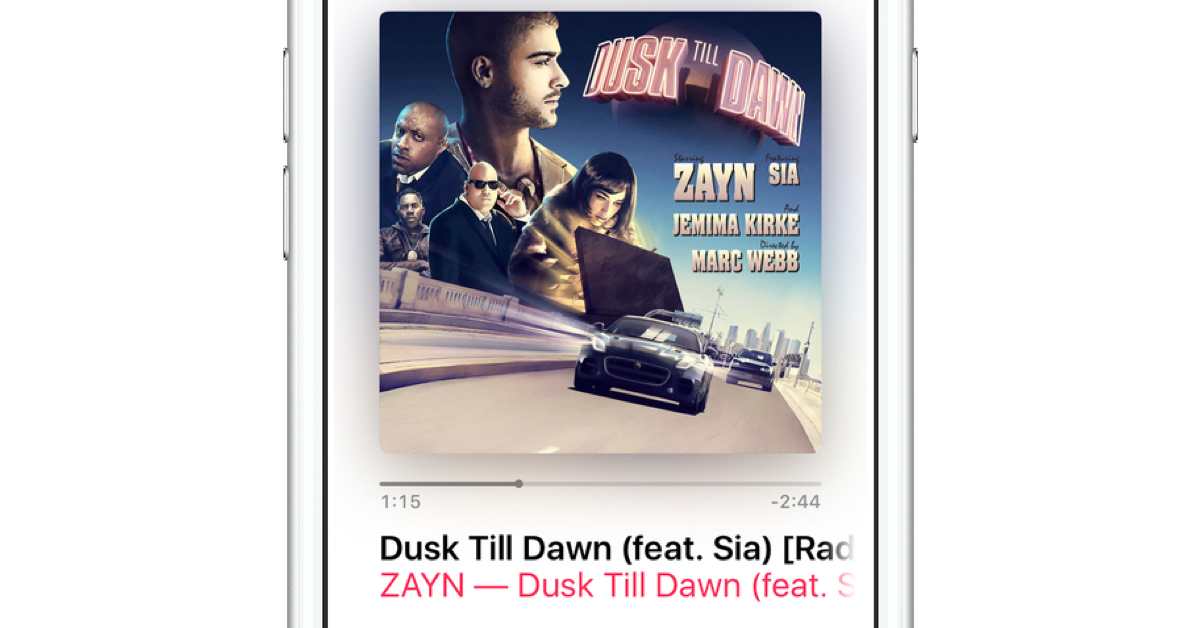 DUSK TILL DAWN
Starring Featuring
ZAYN SIA
And
JEMIMA KIRKE
Directed by
MARC WEBB
1:15 -2:44
Dusk Till Dawn (feat. Sia) [Rad
ZAYN — Dusk Till Dawn (feat. S